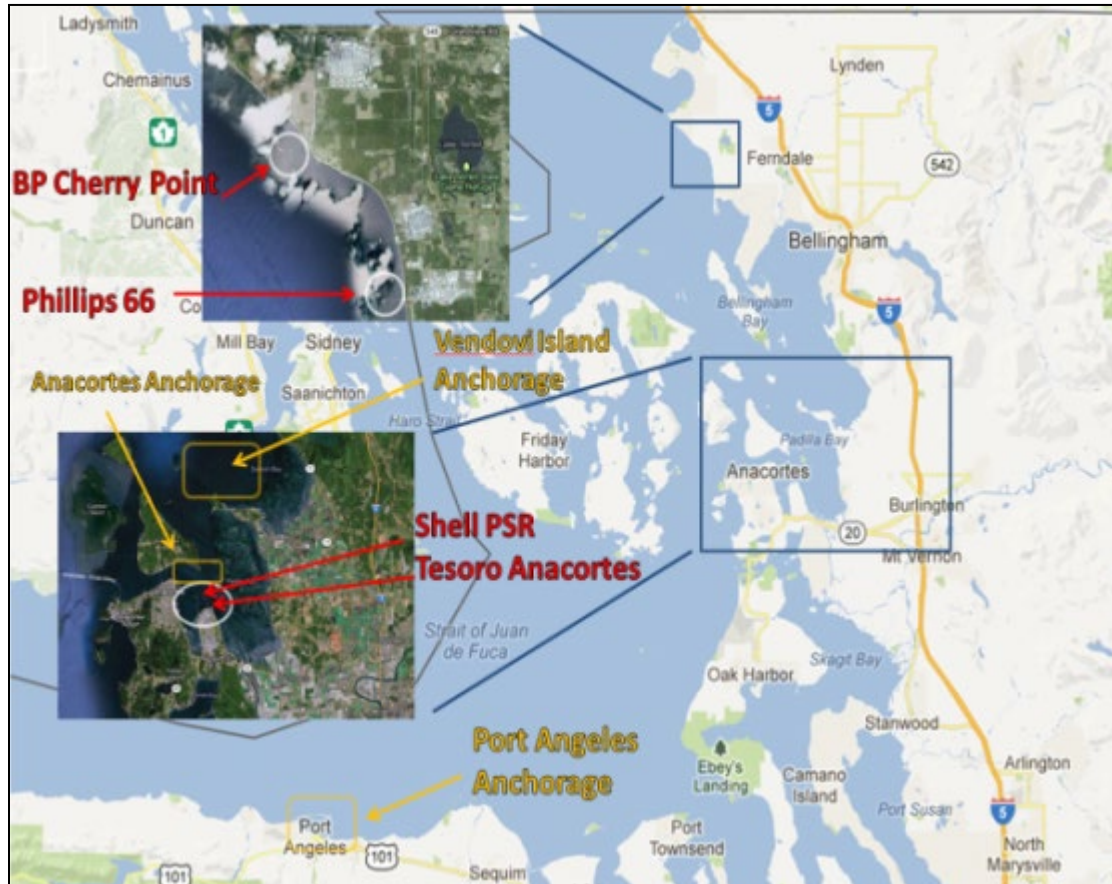 Ladysmith
Chemainus
1
Lynden
5
Ferndale
542
BP Cherry Point
Duncan
Bellingham
Phillips 66
Co
Bellingham
Bay
5
Mill Bay
Sidney
Vendovi Island
Anchorage
Anacortes Anchorage
Saanichton
Haro Strait
Friday
Harbor
Padilla Bay
Anacortes
Burlington
20
Mt Vernon
Shell PSR
Tesoro Anacortes
Strait of Juan
de Fuca
Skagit Bay
Oak Harbor
Stanwood
Port Angeles
Anchorage
Ebey's
Landing
Camano
Island
Arlington
Port Susan
5
Port
Angeles
101
Port
Townsend
North
Marysville
101
Sequim